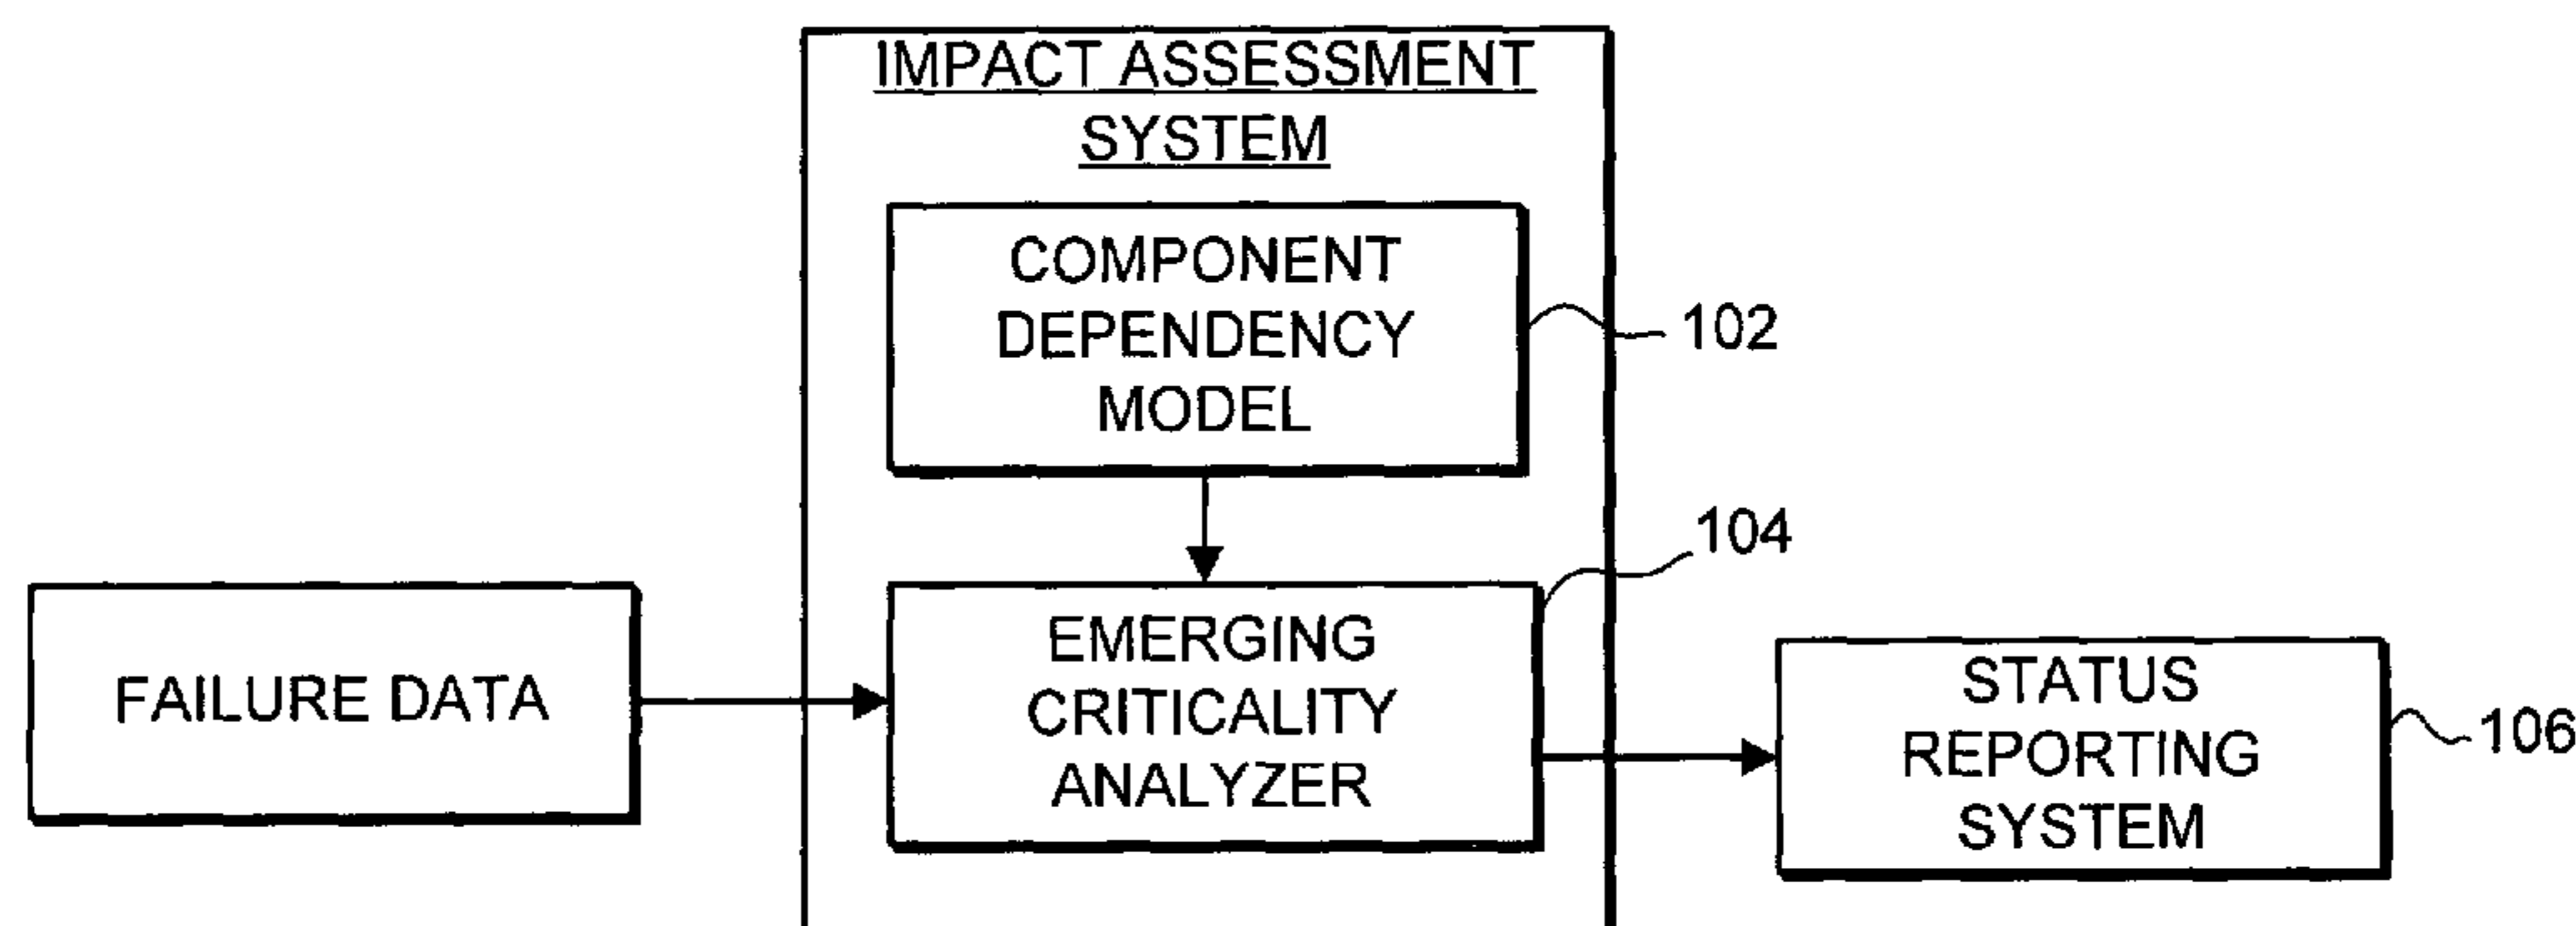 IMPACT ASSESSMENT
SYSTEM
COMPONENT
DEPENDENCY
MODEL
102
104
FAILURE DATA
EMERGING
CRITICALITY
ANALYZER
STATUS
REPORTING
SYSTEM
106